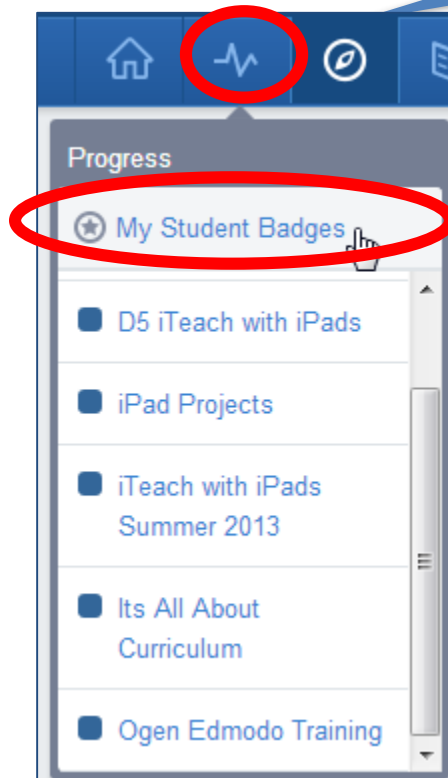 Progress
My Student Badges
D5 iTeach with iPads
iPad Projects
iTeach with iPads
Summer 2013
Its All About
Curriculum
Ogen Edmodo Training